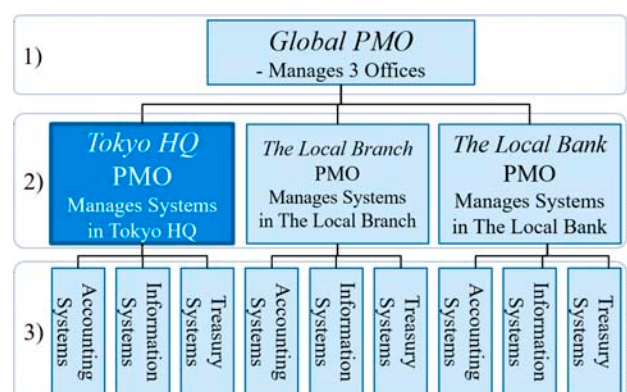 1)
Global PMO
- Manages 3 Offices
2)
Tokyo HQ
PMO
Manages Systems
in Tokyo HQ
The Local Branch
PMO
Manages Systems
in The Local Branch
The Local Bank
PMO
Manages Systems
in The Local Bank
3)
Accounting
Systems
Information
Systems
Treasury
Systems
Accounting
Systems
Information
Systems
Treasury
Systems
Accounting
Systems
Information
Systems
Treasury
Systems